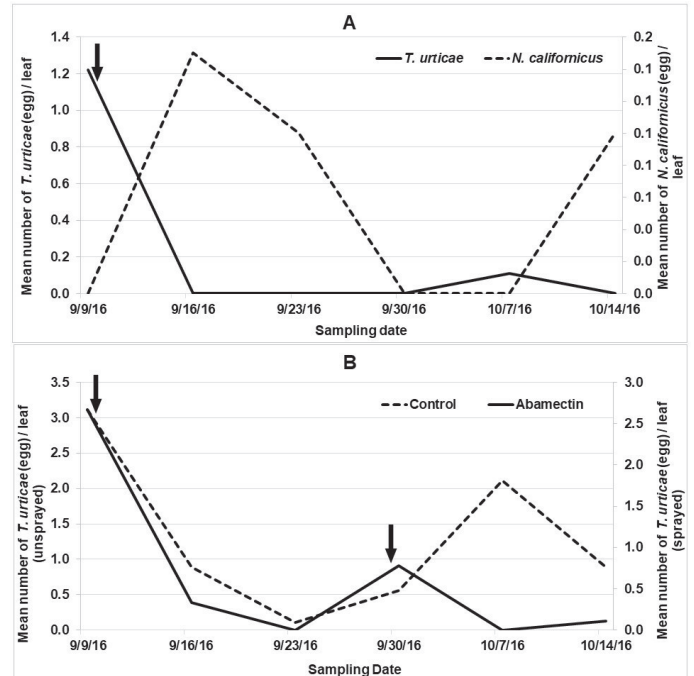 A
T. urticae
N. californicus
Mean number of T. urticae (egg) / leaf
1.4
1.2
1.0
0.8
0.6
0.4
0.2
0.0
0.2
0.1
0.1
0.1
0.1
0.1
0.0
0.0
0.0
Mean number of N. californicus (egg) /
leaf
9/9/16 9/16/16 9/23/16 9/30/16 10/7/16 10/14/16
Sampling date
B
Control
Abamectin
Mean number of T. urticae (egg) / leaf
(unsprayed)
3.5
3.0
2.5
2.0
1.5
1.0
0.5
0.0
3.0
2.5
2.0
1.5
1.0
0.5
0.0
Mean number of T. urticae (egg) / leaf
(sprayed)
9/9/16 9/16/16 9/23/16 9/30/16 10/7/16 10/14/16
Sampling Date